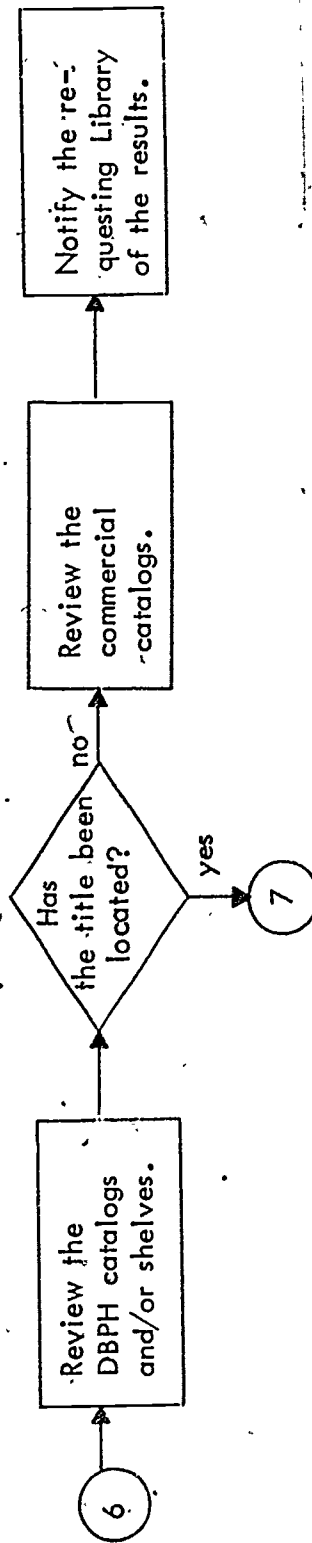 6
Review the
DBPH catalogs
and/or shelves.
Has
the title been
located?
no
yes
7
Review the
commercial
catalogs.
Notify the re-
questing Library
of the results.